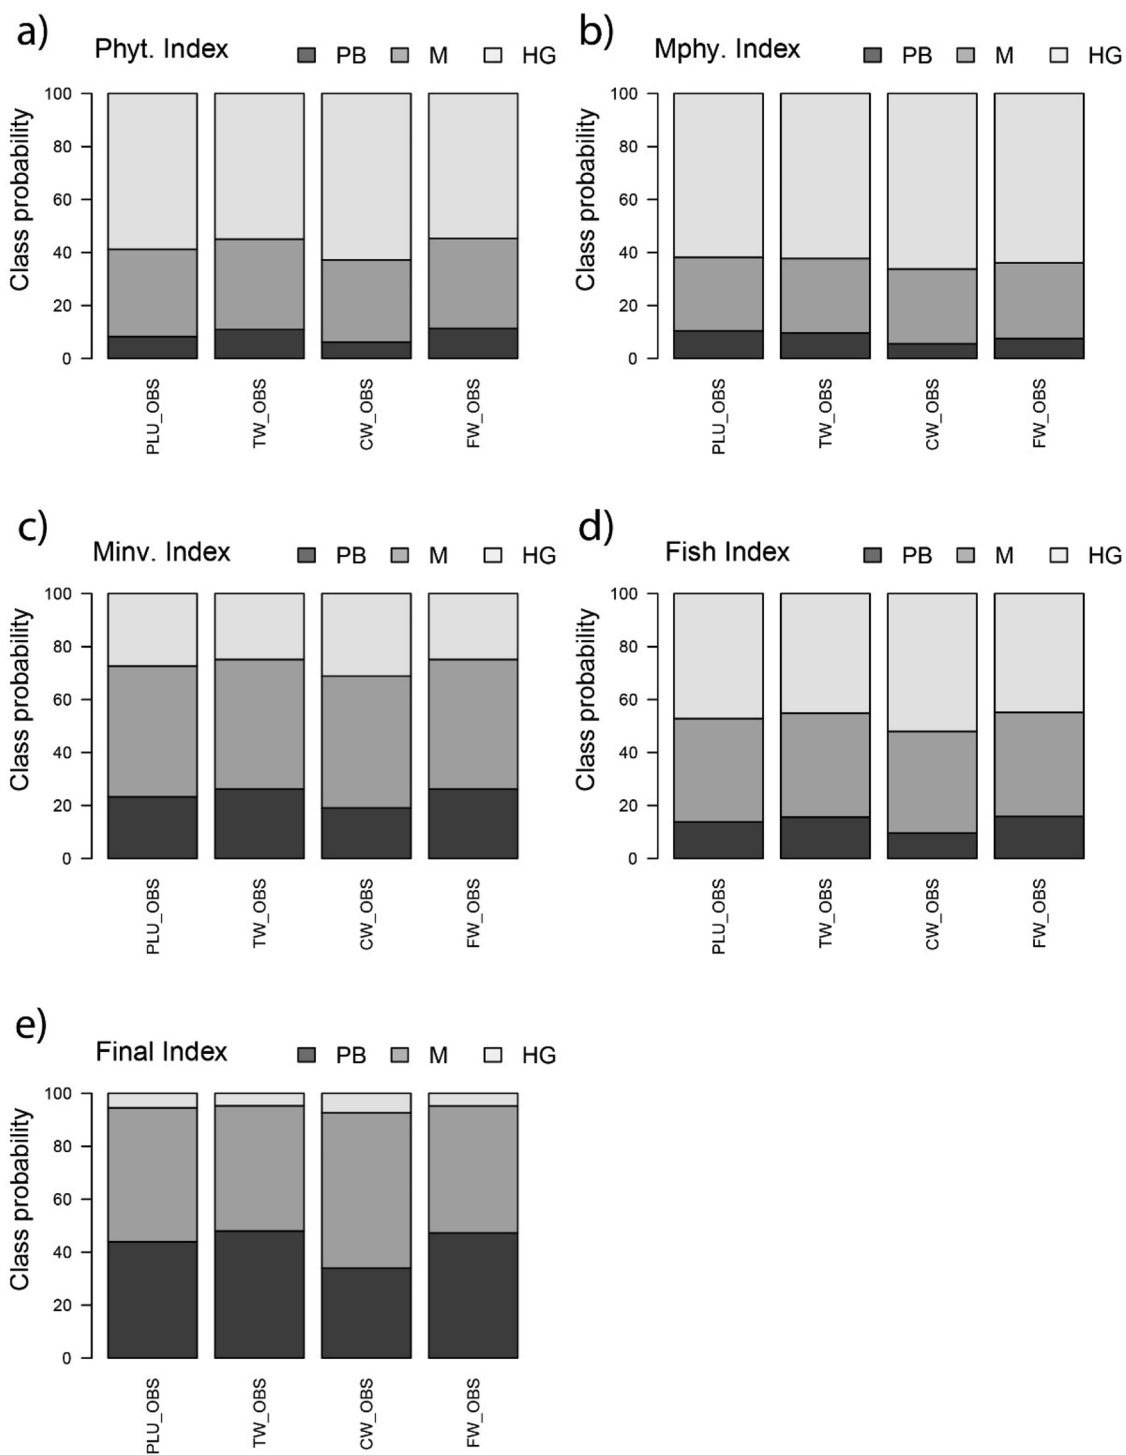 a)
Phyt. Index PB M HG
Class probability
100
80
60
40
20
0
PLU_OBS TW_OBS CW_OBS FW_OBS
b)
Mphy. Index PB M HG
Class probability
100
80
60
40
20
0
PLU_OBS TW_OBS CW_OBS FW_OBS
c)
Minv. Index PB M HG
Class probability
100
80
60
40
20
0
PLU_OBS TW_OBS CW_OBS FW_OBS
d)
Fish Index PB M HG
Class probability
100
80
60
40
20
0
PLU_OBS TW_OBS CW_OBS FW_OBS
e)
Final Index PB M HG
Class probability
100
80
60
40
20
0
PLU_OBS TW_OBS CW_OBS FW_OBS